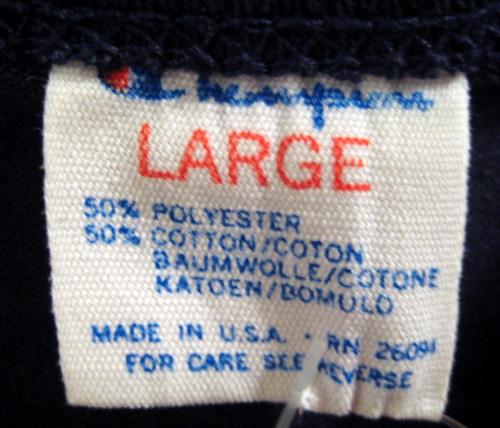 Champion
LARGE
50% POLYESTER
50% COTTON/COTON
BAUMWOLLE/COTONE
KATOEN/BOMULD
MADE IN U.S.A. · RN 26094
FOR CARE SEE REVERSE